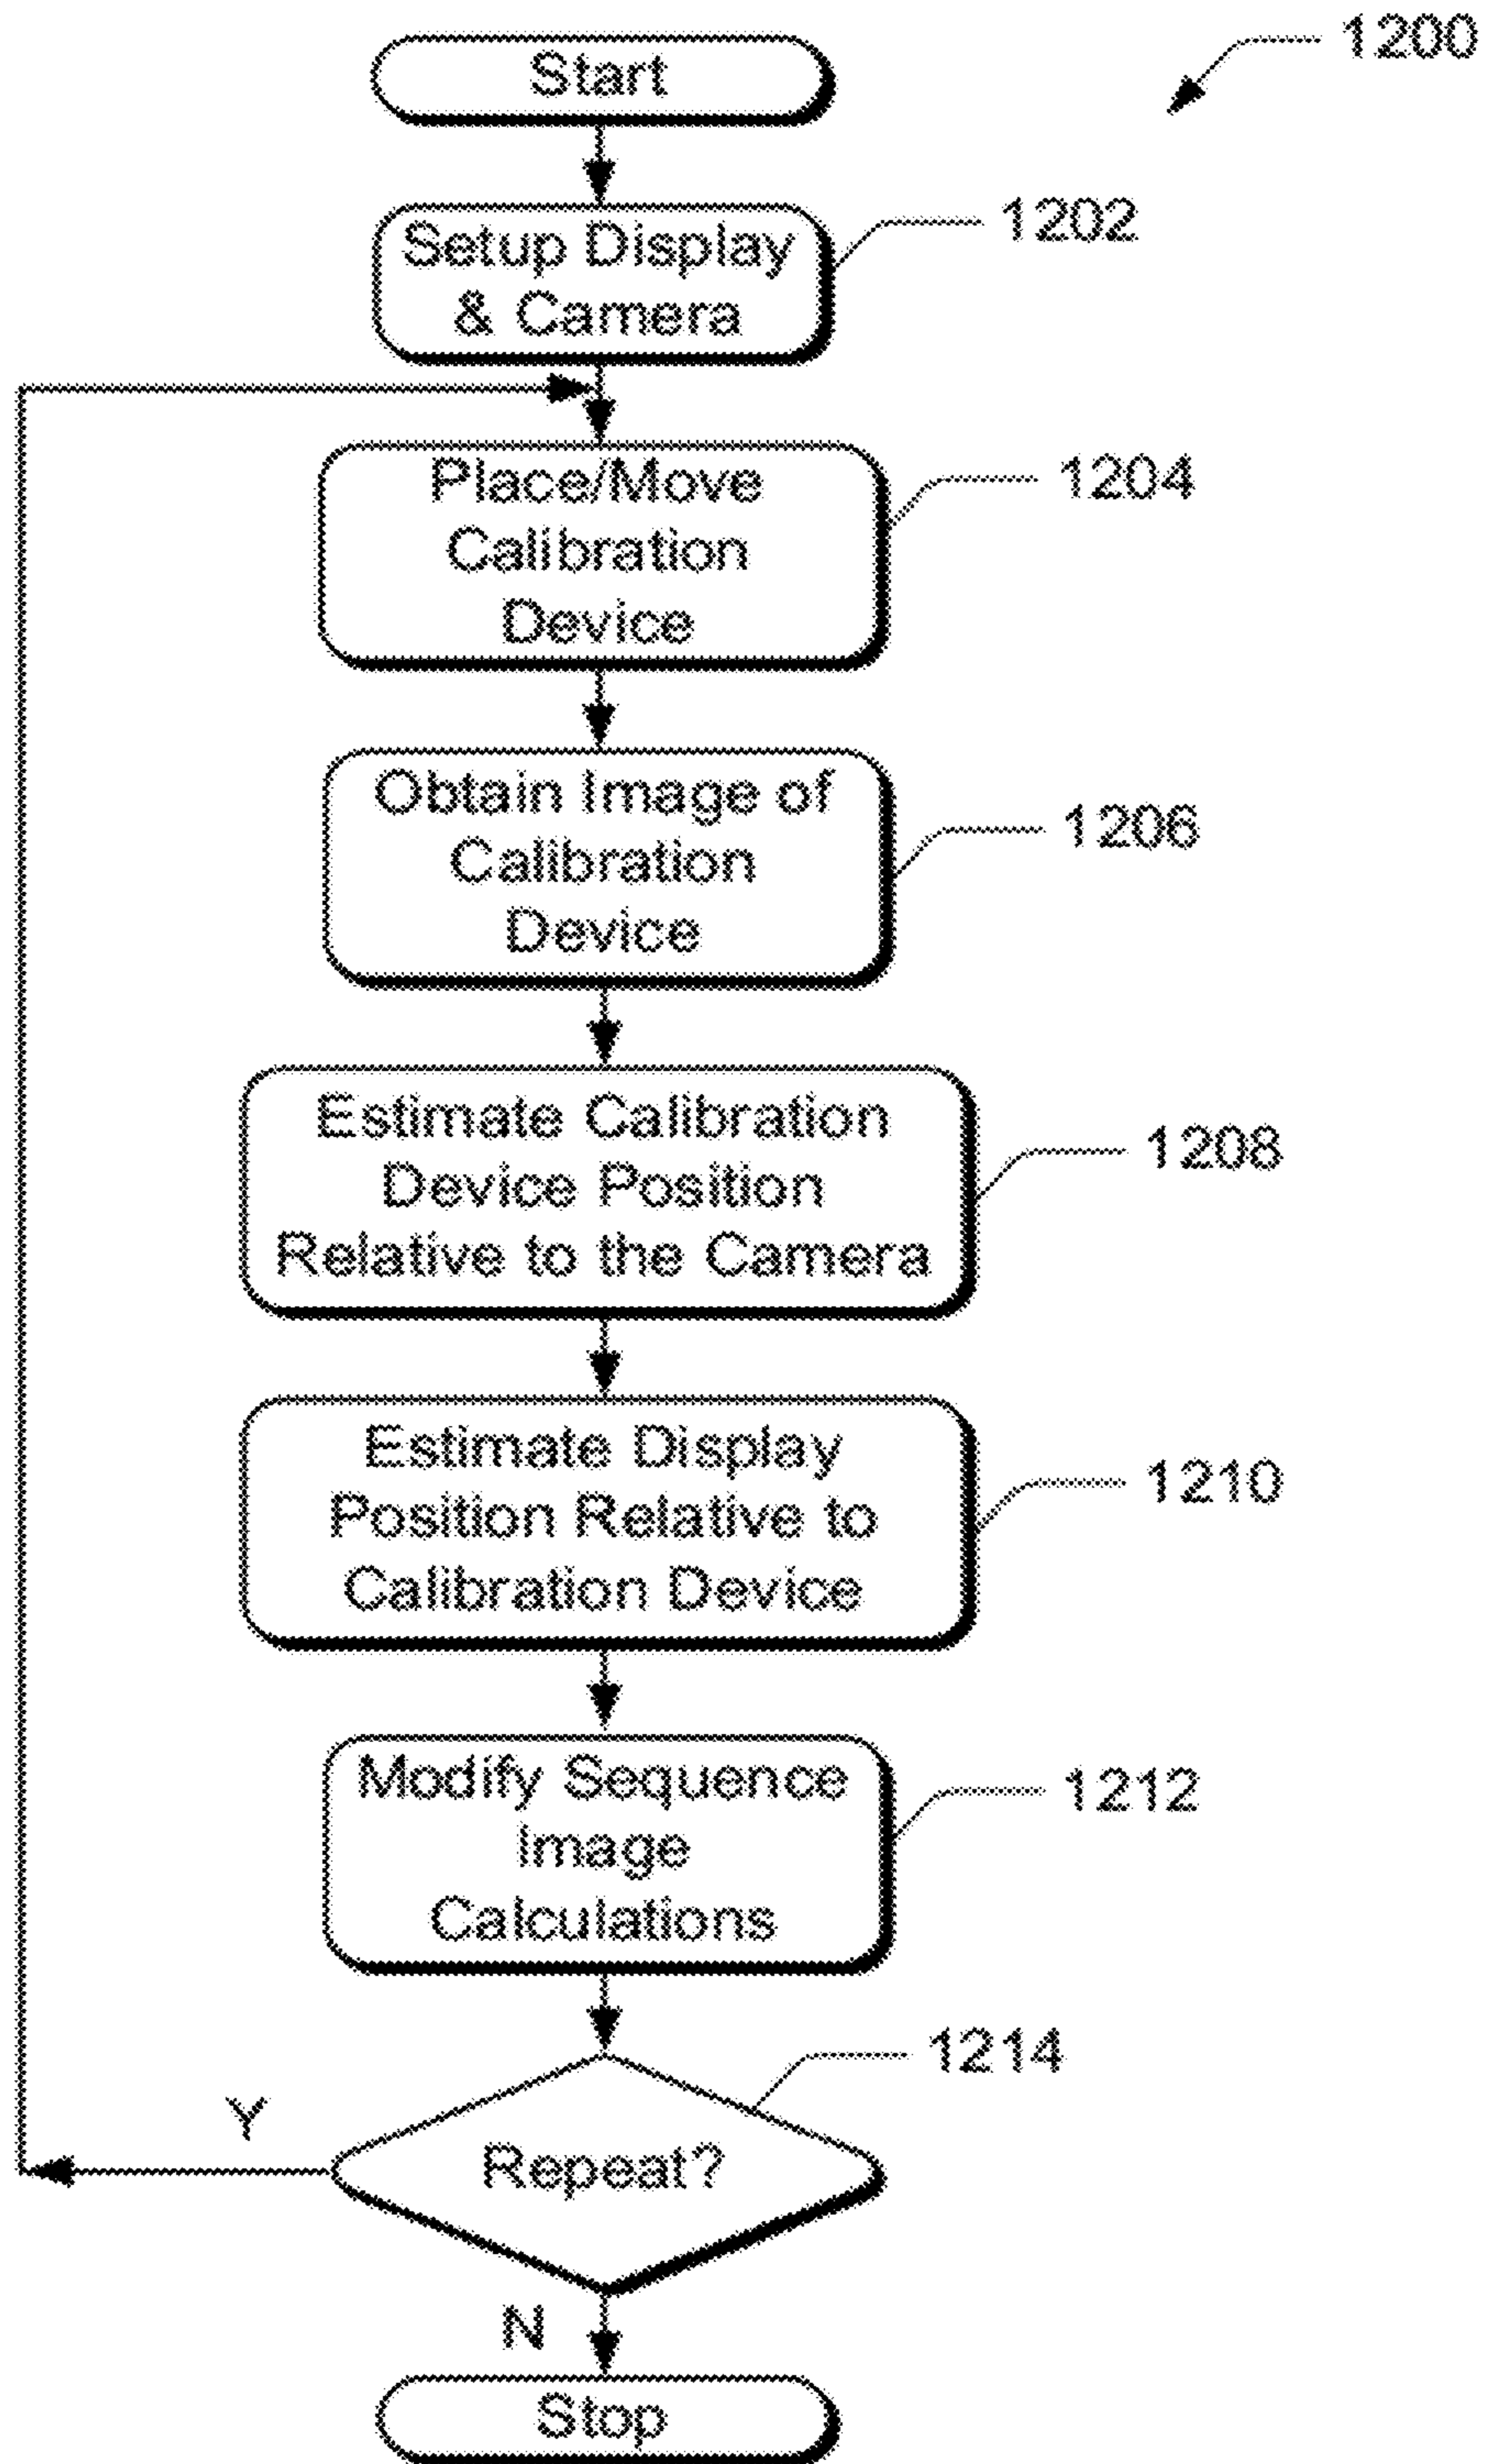 1200
Start
Setup Display
& Camera
1202
Place/Move
Calibration
Device
1204
Obtain Image of
Calibration
Device
1206
Estimate Calibration
Device Position
Relative to the Camera
1208
Estimate Display
Position Relative to
Calibration Device
1210
Modify Sequence
Image
Calculations
1212
Repeat?
1214
Y
N
Stop